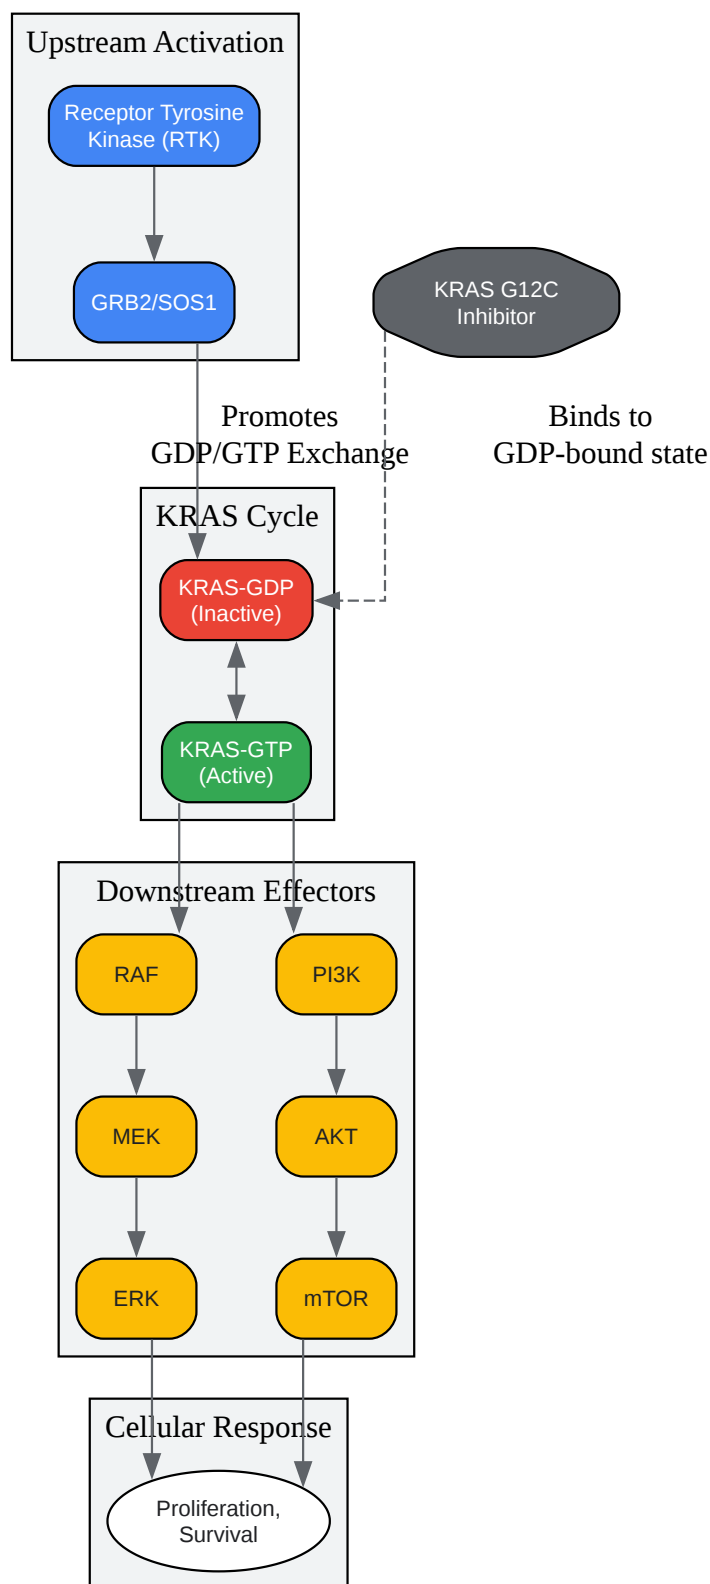 Upstream Activation
Receptor Tyrosine
Kinase (RTK)
GRB2/SOS1
KRAS G12C
Inhibitor
Promotes
GDP/GTP Exchange
Binds to
GDP-bound state
KRAS Cycle
KRAS-GDP
(Inactive)
KRAS-GTP
(Active)
Downstream Effectors
RAF
PI3K
MEK
AKT
ERK
mTOR
Cellular Response
Proliferation,
Survival